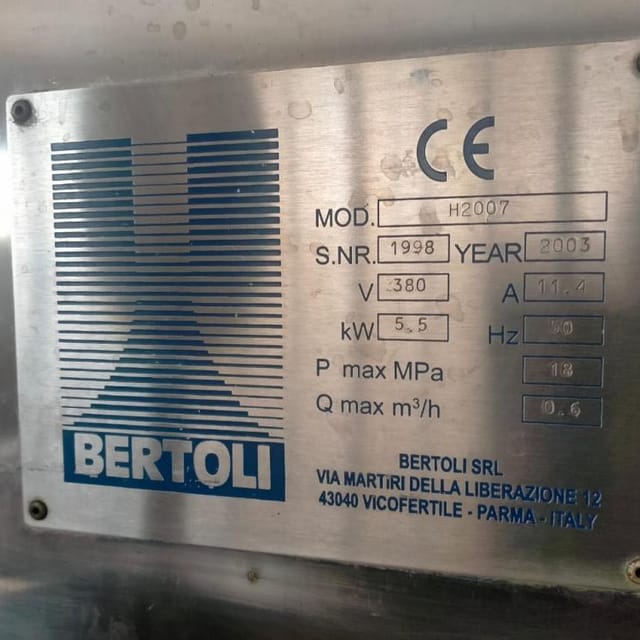 CE
MOD. H2007
S.NR. 1998 YEAR 2003
V 380 A 11.4
kW 5.5 Hz 50
P max MPa 18
Q max m³/h 0.6
BERTOLI
BERTOLI SRL
VIA MARTIRI DELLA LIBERAZIONE 12
43040 VICOFERTILE - PARMA - ITALY